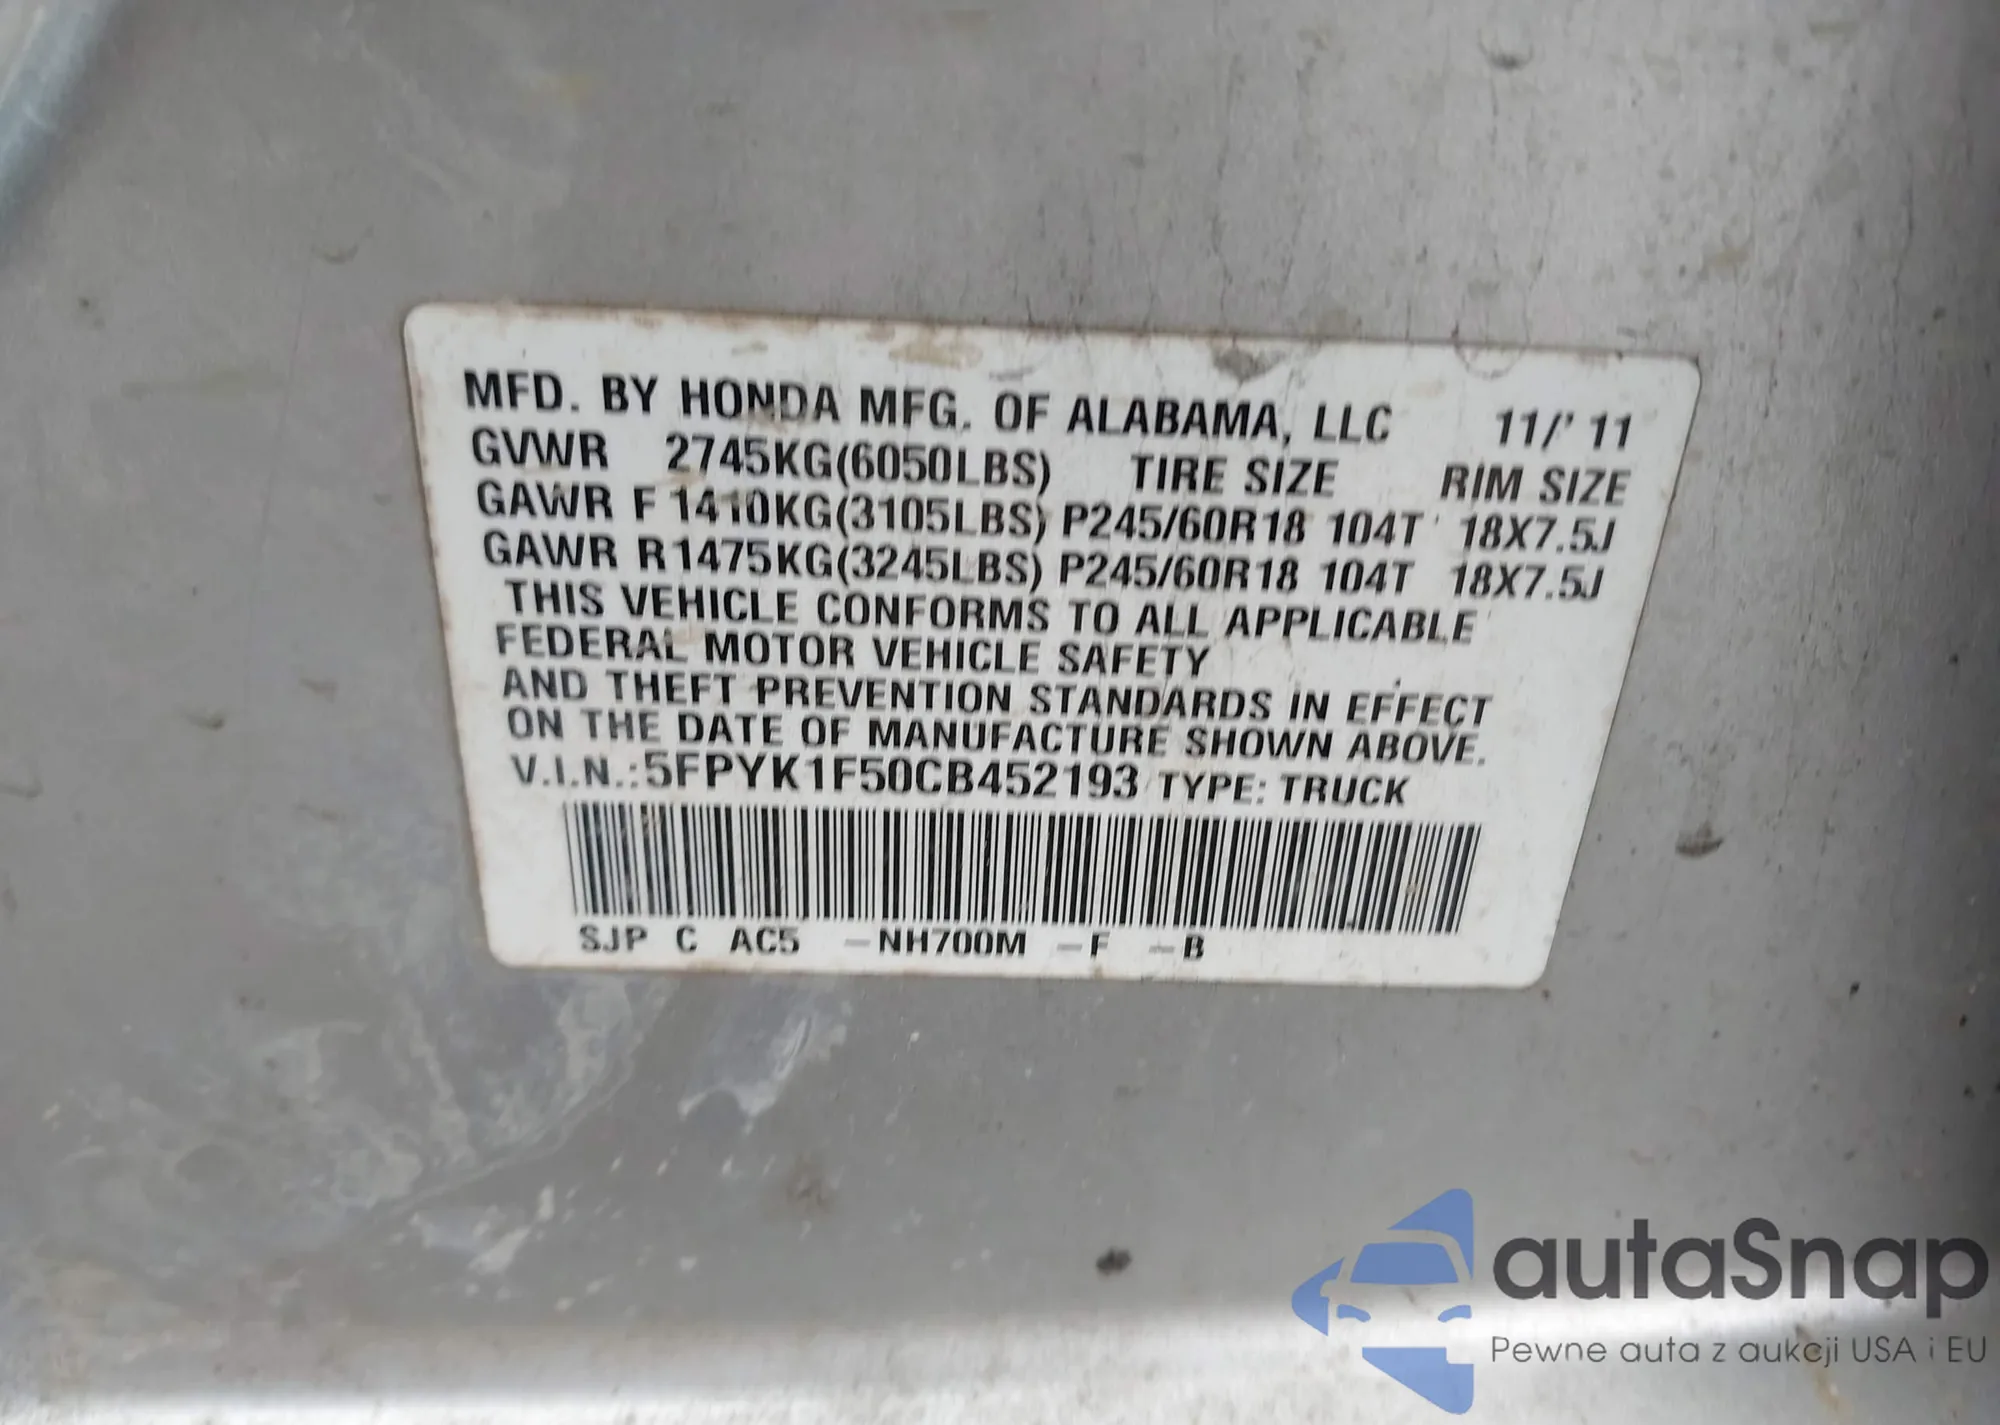 MFD. BY HONDA MFG. OF ALABAMA, LLC 11/' 11
GVWR 2745KG(6050LBS) TIRE SIZE RIM SIZE
GAWR F 1410KG(3105LBS) P245/60R18 104T 18X7.5J
GAWR R 1475KG(3245LBS) P245/60R18 104T 18X7.5J
THIS VEHICLE CONFORMS TO ALL APPLICABLE
FEDERAL MOTOR VEHICLE SAFETY
AND THEFT PREVENTION STANDARDS IN EFFECT
ON THE DATE OF MANUFACTURE SHOWN ABOVE.
V.I.N.:5FPYK1F50CB452193 TYPE: TRUCK
SJP C AC5 -NH700M -F -B
autaSnap
Pewne auta z aukcji USA i EU